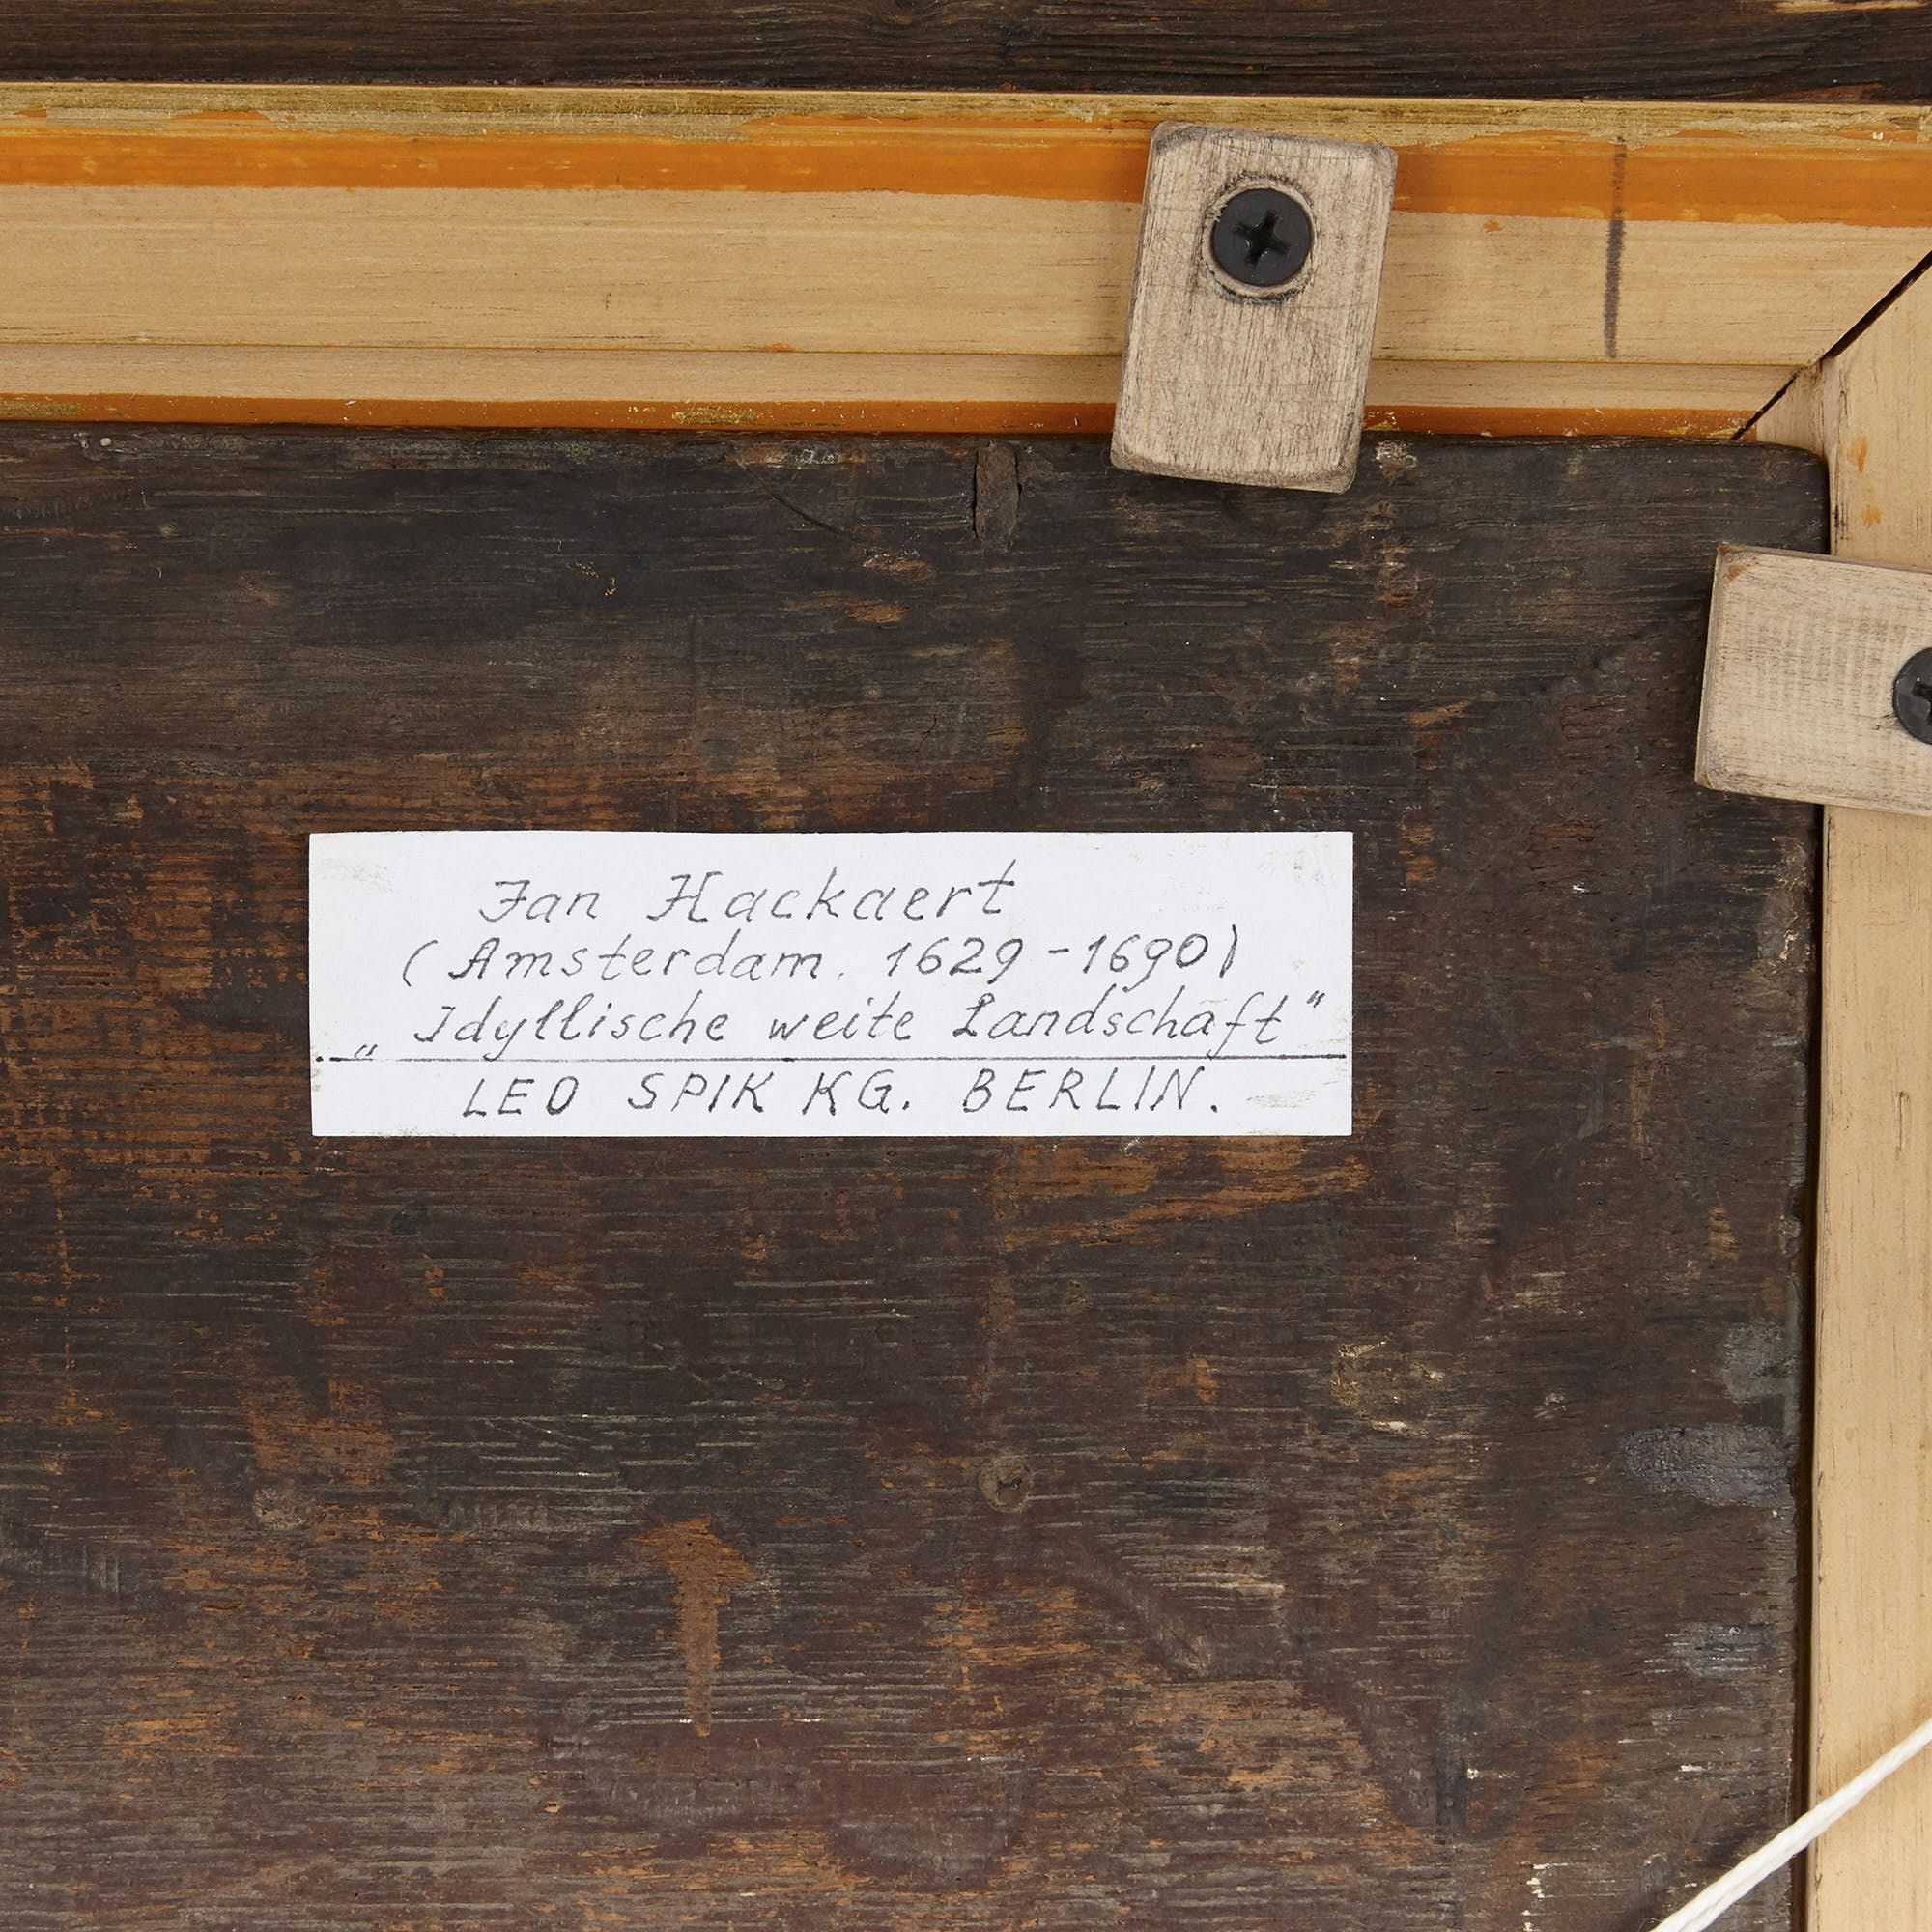 Jan Hackaert
(Amsterdam, 1629-1690)
„Idyllische weite Landschaft“
LEO SPIK KG. BERLIN.